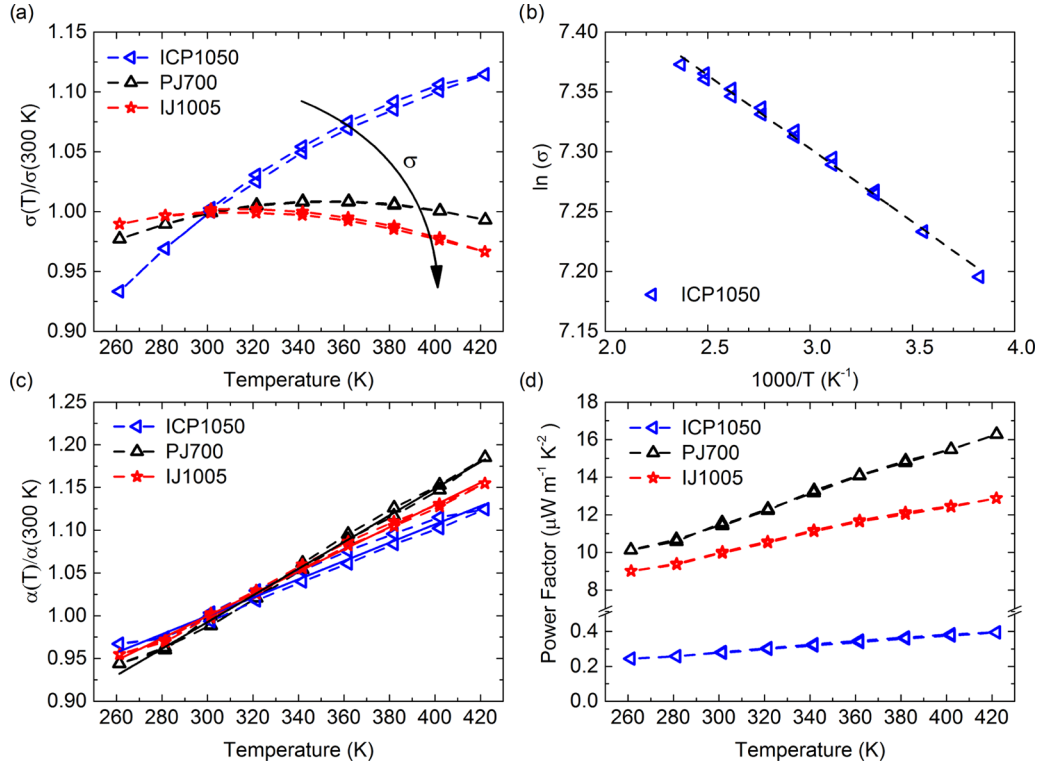 (a)
1.15
1.10
1.05
1.00
0.95
0.90
σ(T)/σ(300 K)
ICP1050
PJ700
IJ1005
σ
260 280 300 320 340 360 380 400 420
Temperature (K)
(b)
7.40
7.35
7.30
7.25
7.20
7.15
ln (σ)
ICP1050
2.0 2.5 3.0 3.5 4.0
1000/T (K⁻¹)
(c)
1.25
1.20
1.15
1.10
1.05
1.00
0.95
0.90
α(T)/α(300 K)
ICP1050
PJ700
IJ1005
260 280 300 320 340 360 380 400 420
Temperature (K)
(d)
16
14
12
10
8
0.4
0.2
0.0
Power Factor (μW m⁻¹ K⁻²)
ICP1050
PJ700
IJ1005
260 280 300 320 340 360 380 400 420
Temperature (K)